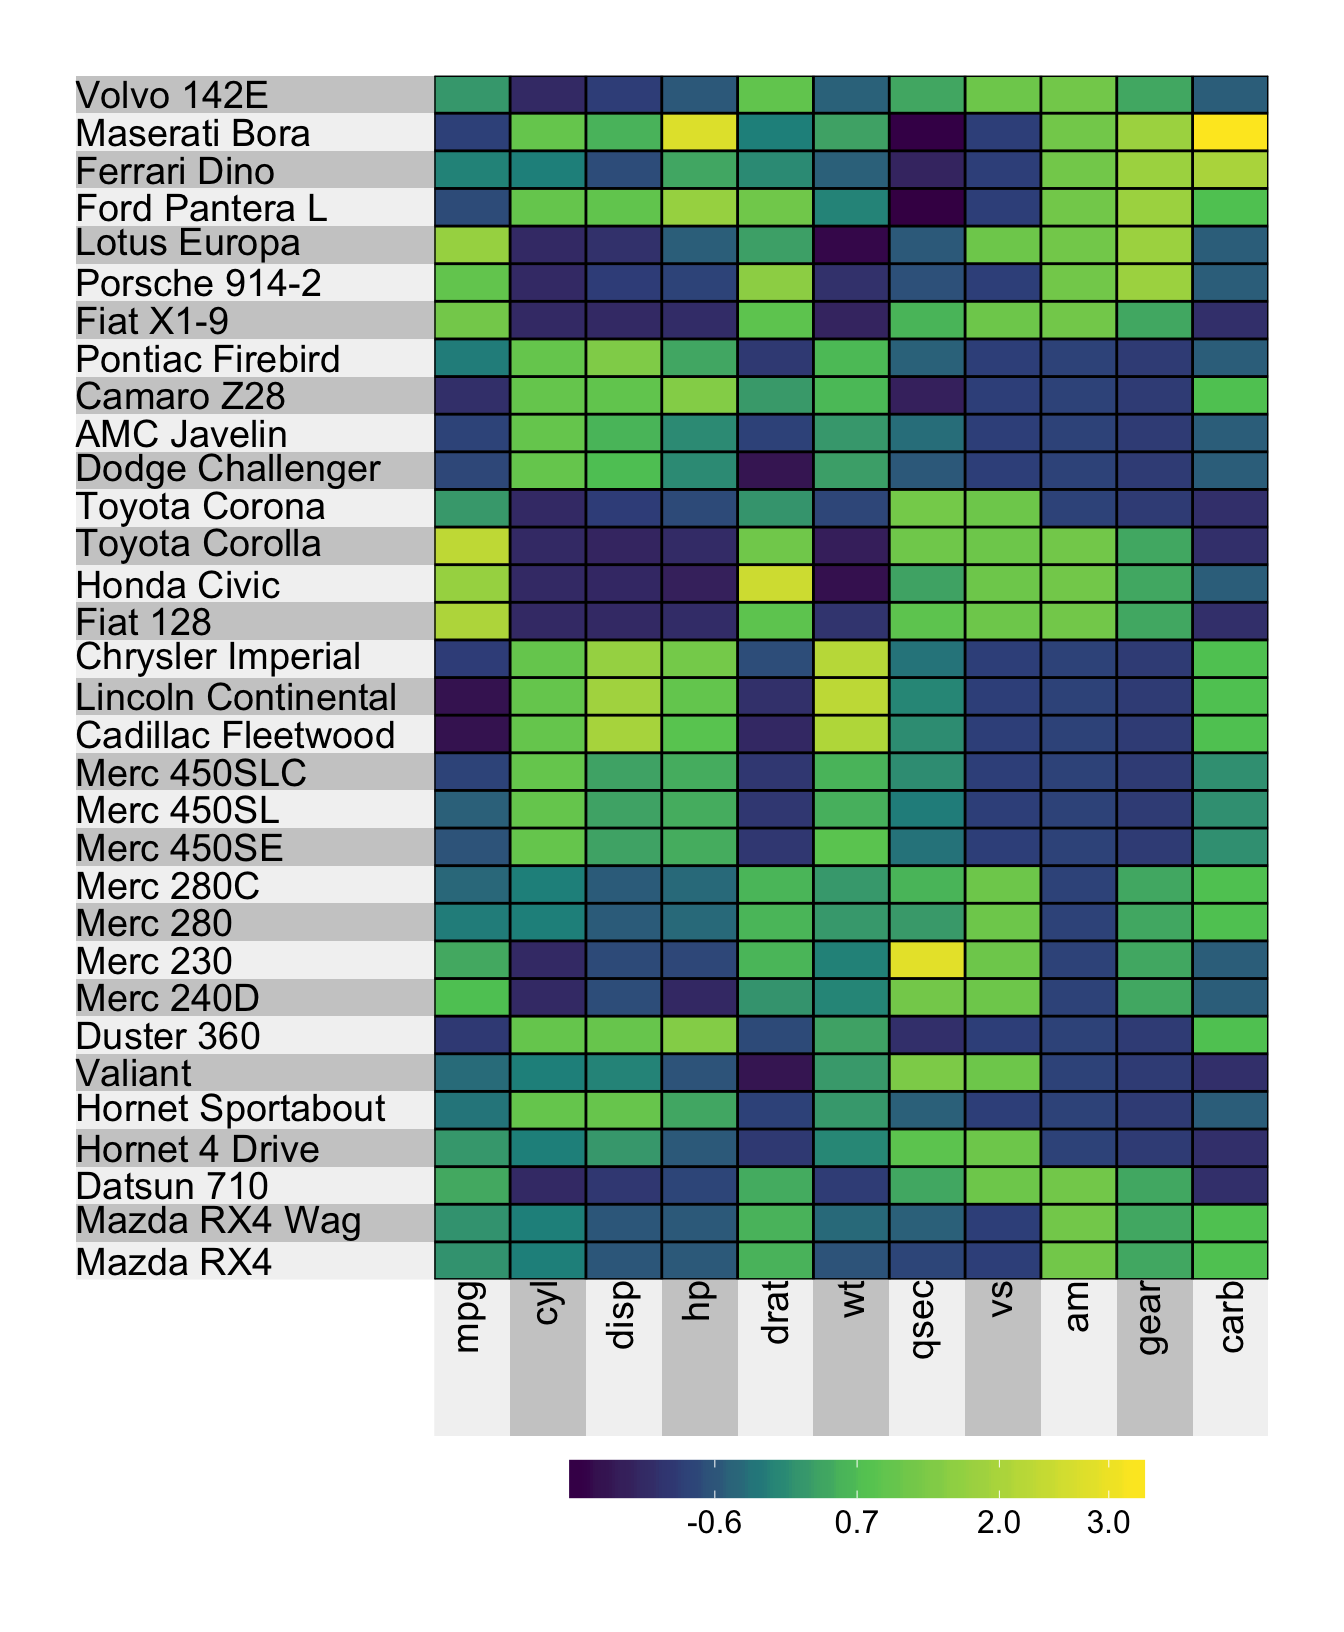 Volvo 142E
Maserati Bora
Ferrari Dino
Ford Pantera L
Lotus Europa
Porsche 914-2
Fiat X1-9
Pontiac Firebird
Camaro Z28
AMC Javelin
Dodge Challenger
Toyota Corona
Toyota Corolla
Honda Civic
Fiat 128
Chrysler Imperial
Lincoln Continental
Cadillac Fleetwood
Merc 450SLC
Merc 450SL
Merc 450SE
Merc 280C
Merc 280
Merc 230
Merc 240D
Duster 360
Valiant
Hornet Sportabout
Hornet 4 Drive
Datsun 710
Mazda RX4 Wag
Mazda RX4
mpg cyl disp hp drat wt qsec vs am gear carb
-0.6 0.7 2.0 3.0